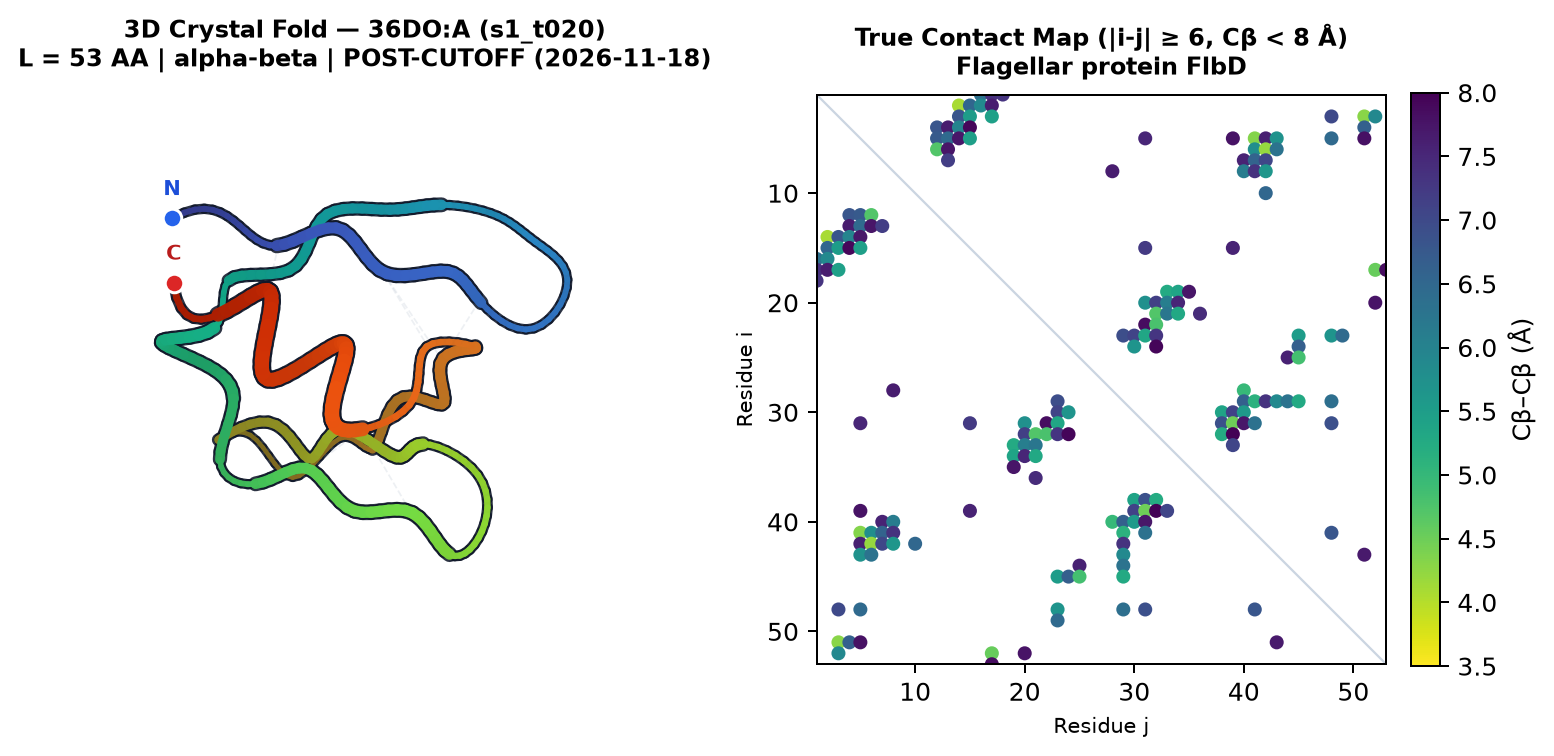 3D Crystal Fold — 36DO:A (s1_t020)
L = 53 AA | alpha-beta | POST-CUTOFF (2026-11-18)
N
C
True Contact Map (|i-j| ≥ 6, Cβ < 8 Å)
Flagellar protein FlbD
Residue i
10
20
30
40
50
10 20 30 40 50
Residue j
8.0
7.5
7.0
6.5
6.0
5.5
5.0
4.5
4.0
3.5
Cβ–Cβ (Å)